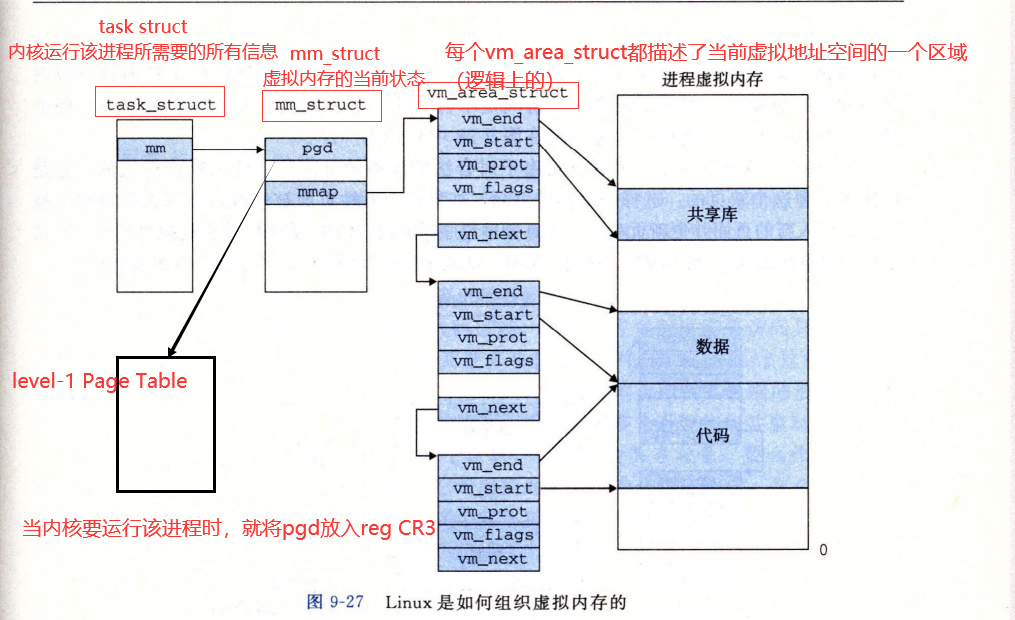 task struct
内核运行该进程所需要的所有信息
mm_struct
虚拟内存的当前状态
每个vm_area_struct都描述了当前虚拟地址空间的一个区域
(逻辑上的)
task_struct
mm_struct
vm_area_struct
进程虚拟内存
mm
pgd
mmap
vm_end
vm_start
vm_prot
vm_flags
vm_next
共享库
vm_end
vm_start
vm_prot
vm_flags
vm_next
数据
level-1 Page Table
代码
vm_end
vm_start
vm_prot
vm_flags
vm_next
当内核要运行该进程时，就将pgd放入reg CR3
0
图 9-27 Linux 是如何组织虚拟内存的